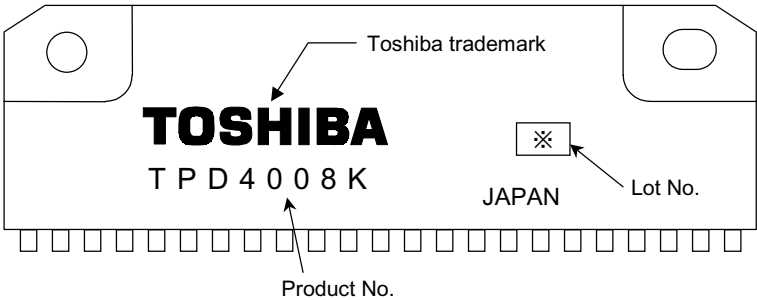 Toshiba trademark
TOSHIBA
TPD4008K
※
JAPAN
Lot No.
Product No.